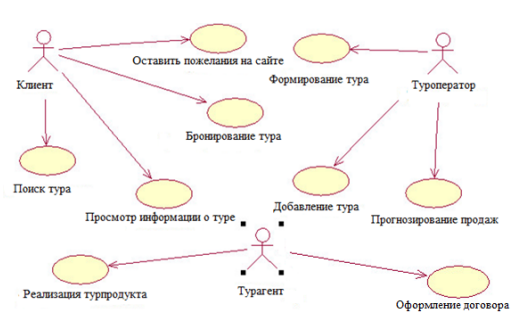 Оставить пожелания на сайте
Формирование тура
Клиент
Туроператор
Бронирование тура
Поиск тура
Просмотр информации о туре
Добавление тура
Прогнозирование продаж
Реализация турпродукта
Турагент
Оформление договора